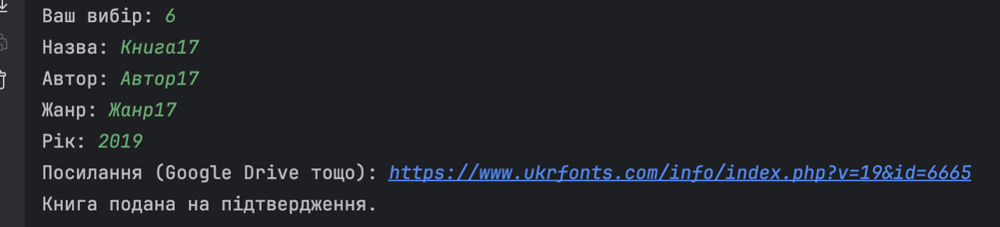 Ваш вибір: 6
Назва: Книга17
Автор: Автор17
Жанр: Жанр17
Рік: 2019
Посилання (Google Drive тощо): https://www.ukrfonts.com/info/index.php?v=19&id=6665
Книга подана на підтвердження.